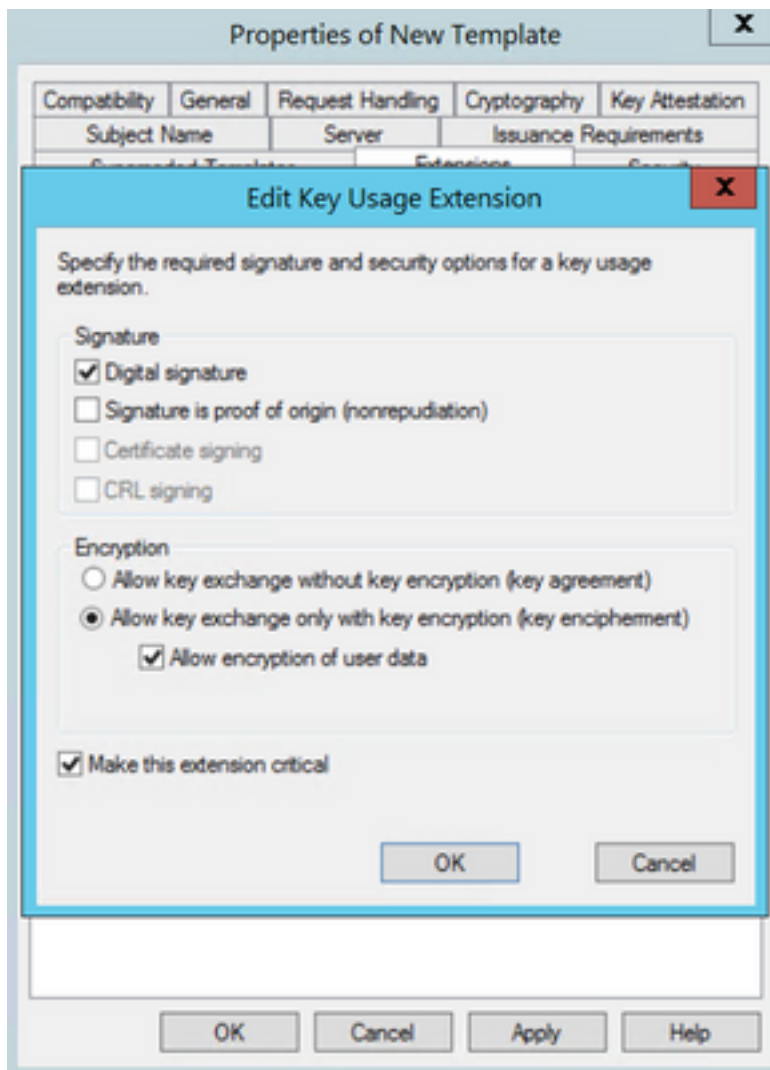 Properties of New Template
X
Compatibility General Request Handling Cryptography Key Attestation
Subject Name Server Issuance Requirements
Superseded Templates Extensions Security
Edit Key Usage Extension
X
Specify the required signature and security options for a key usage
extension.
Signature
Digital signature
Signature is proof of origin (nonrepudiation)
Certificate signing
CRL signing
Encryption
Allow key exchange without key encryption (key agreement)
Allow key exchange only with key encryption (key encipherment)
Allow encryption of user data
Make this extension critical
OK Cancel
OK Cancel Apply Help